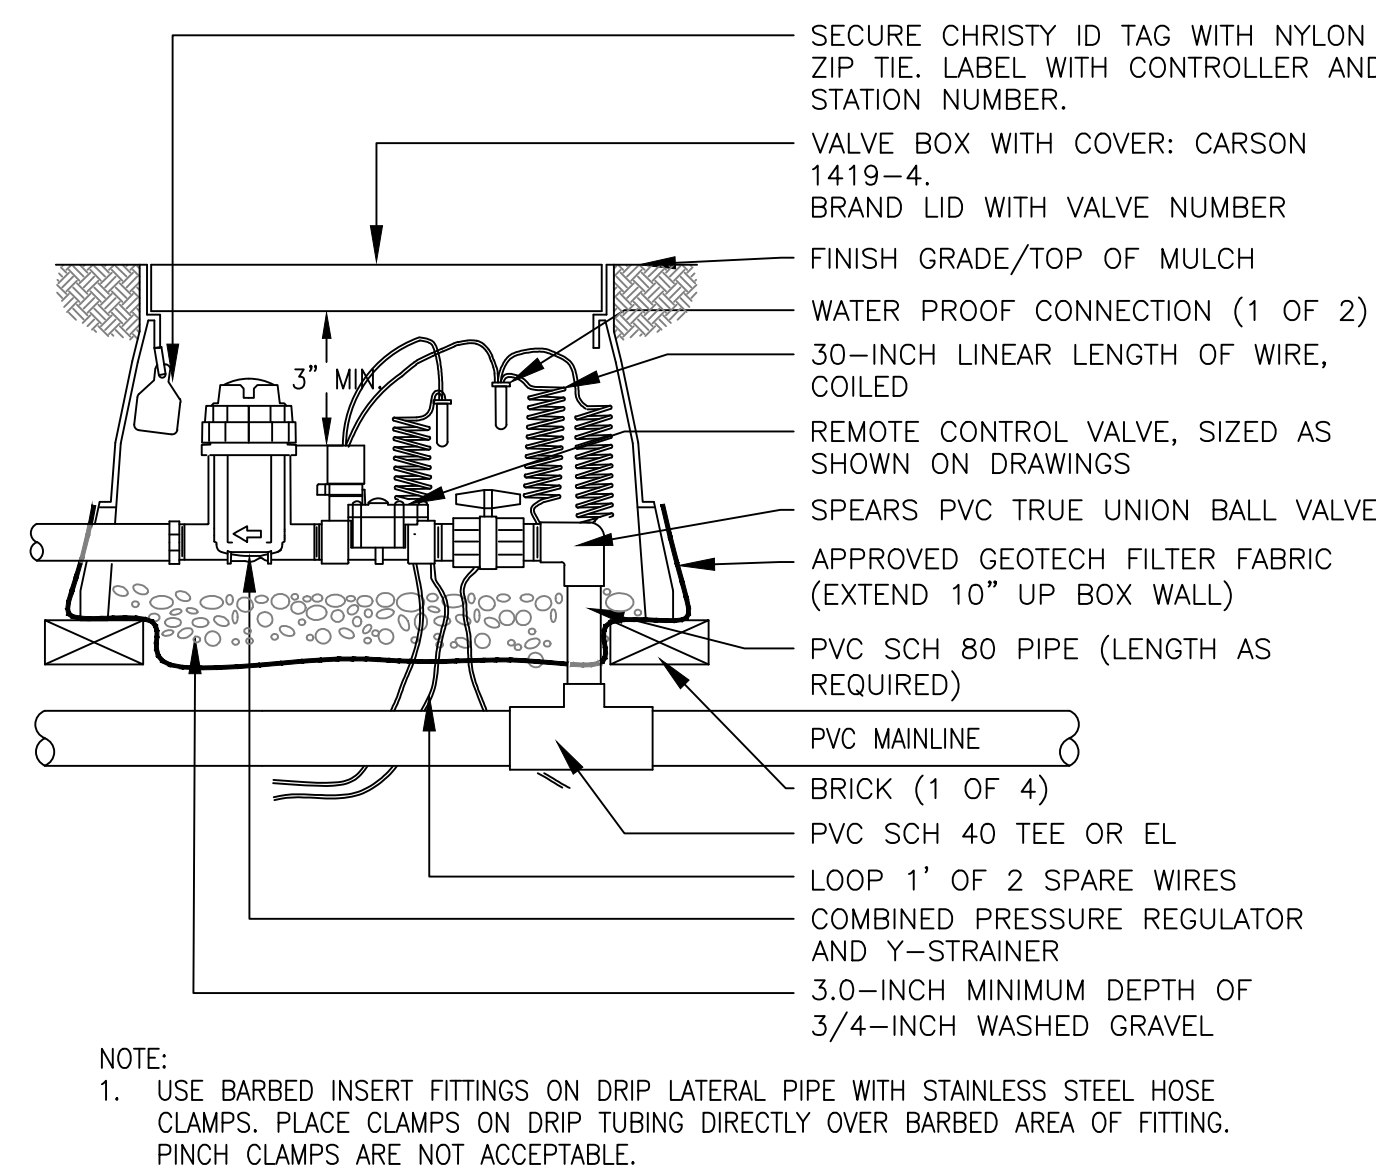 SECURE CHRISTY ID TAG WITH NYLON
ZIP TIE. LABEL WITH CONTROLLER AND
STATION NUMBER.
VALVE BOX WITH COVER: CARSON
1419-4.
BRAND LID WITH VALVE NUMBER
FINISH GRADE/TOP OF MULCH
WATER PROOF CONNECTION (1 OF 2)
30-INCH LINEAR LENGTH OF WIRE,
COILED
3" MIN.
REMOTE CONTROL VALVE, SIZED AS
SHOWN ON DRAWINGS
SPEARS PVC TRUE UNION BALL VALVE
APPROVED GEOTECH FILTER FABRIC
(EXTEND 10" UP BOX WALL)
PVC SCH 80 PIPE (LENGTH AS
REQUIRED)
PVC MAINLINE
BRICK (1 OF 4)
PVC SCH 40 TEE OR EL
LOOP 1' OF 2 SPARE WIRES
COMBINED PRESSURE REGULATOR
AND Y-STRAINER
3.0-INCH MINIMUM DEPTH OF
3/4-INCH WASHED GRAVEL
NOTE:
1. USE BARBED INSERT FITTINGS ON DRIP LATERAL PIPE WITH STAINLESS STEEL HOSE
CLAMPS. PLACE CLAMPS ON DRIP TUBING DIRECTLY OVER BARBED AREA OF FITTING.
PINCH CLAMPS ARE NOT ACCEPTABLE.